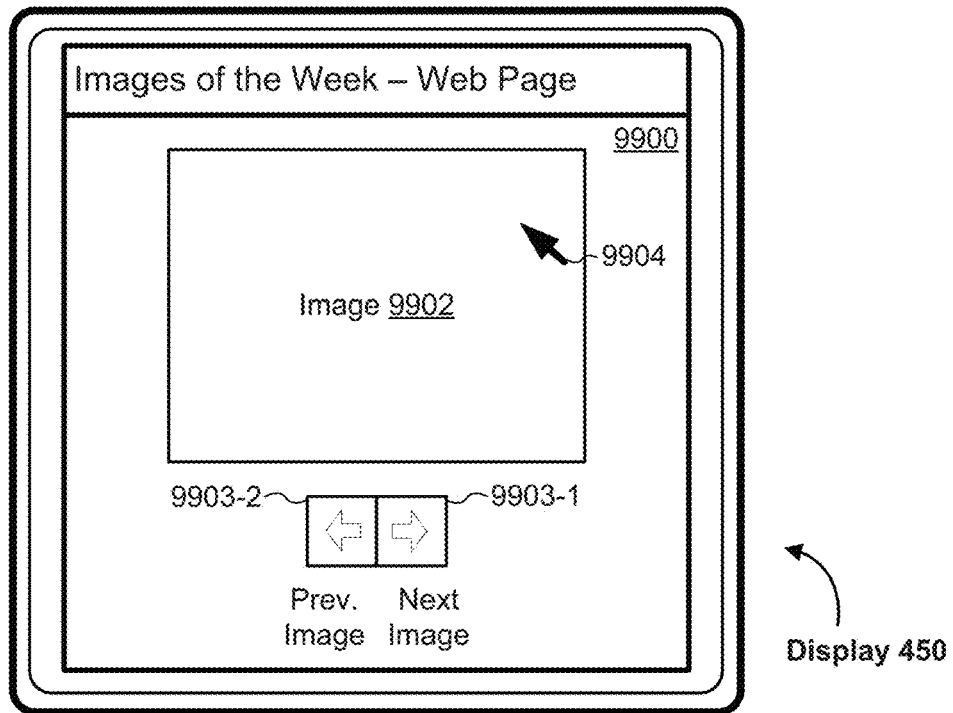 Images of the Week – Web Page
9900
9904
Image 9902
9903-2
9903-1
Prev. Image
Next Image
Display 450